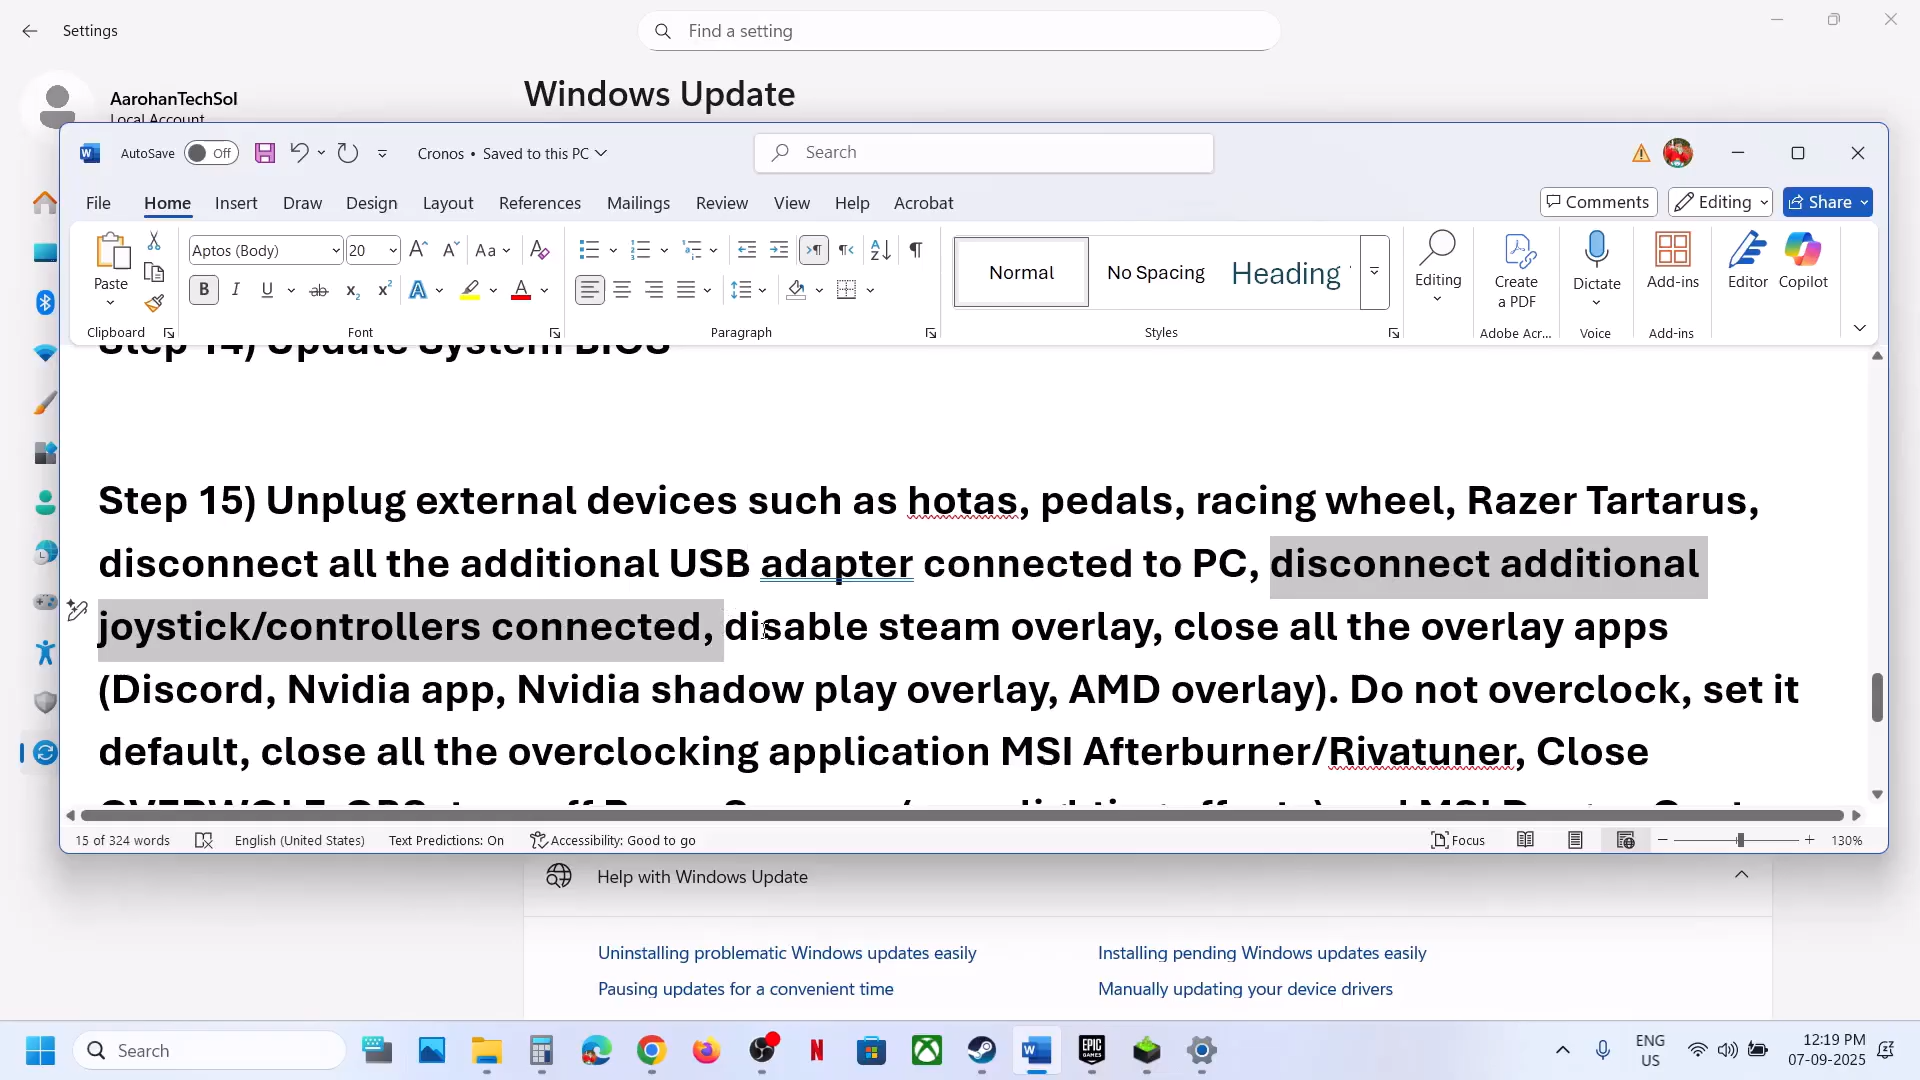 Settings
Find a setting
AarohanTechSol
Local Account
Windows Update
AutoSave Off
Cronos • Saved to this PC
Search
File Home Insert Draw Design Layout References Mailings Review View Help Acrobat
Comments Editing Share
Paste
Aptos (Body) 20
Normal
No Spacing
Heading
Editing
Create a PDF
Dictate
Add-ins
Editor
Copilot
Clipboard Font Paragraph Styles Adobe Acr... Voice Add-ins
Step 14) Update System BIOS
Step 15) Unplug external devices such as hotas, pedals, racing wheel, Razer Tartarus,
disconnect all the additional USB adapter connected to PC, disconnect additional
joystick/controllers connected, disable steam overlay, close all the overlay apps
(Discord, Nvidia app, Nvidia shadow play overlay, AMD overlay). Do not overclock, set it
default, close all the overclocking application MSI Afterburner/Rivatuner, Close
15 of 324 words English (United States) Text Predictions: On Accessibility: Good to go Focus 130%
Help with Windows Update
Uninstalling problematic Windows updates easily
Installing pending Windows updates easily
Pausing updates for a convenient time
Manually updating your device drivers
Search
ENG
US
12:19 PM
07-09-2025